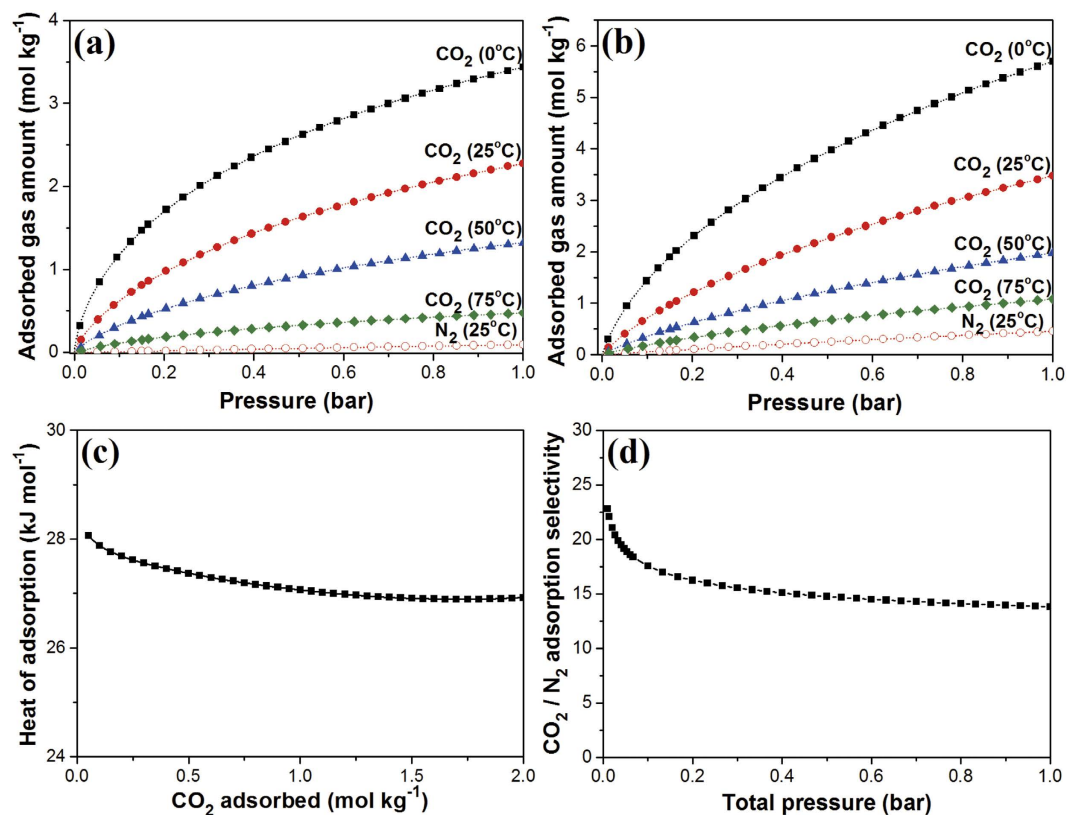 (a)
Adsorbed gas amount (mol kg⁻¹)
4
3
2
1
0
CO₂ (0°C)
CO₂ (25°C)
CO₂ (50°C)
CO₂ (75°C)
N₂ (25°C)
0.0 0.2 0.4 0.6 0.8 1.0
Pressure (bar)
(b)
Adsorbed gas amount (mol kg⁻¹)
6
5
4
3
2
1
0
CO₂ (0°C)
CO₂ (25°C)
CO₂ (50°C)
CO₂ (75°C)
N₂ (25°C)
0.0 0.2 0.4 0.6 0.8 1.0
Pressure (bar)
(c)
Heat of adsorption (kJ mol⁻¹)
30
28
26
24
0.0 0.5 1.0 1.5 2.0
CO₂ adsorbed (mol kg⁻¹)
(d)
CO₂ / N₂ adsorption selectivity
30
25
20
15
10
5
0
0.0 0.2 0.4 0.6 0.8 1.0
Total pressure (bar)